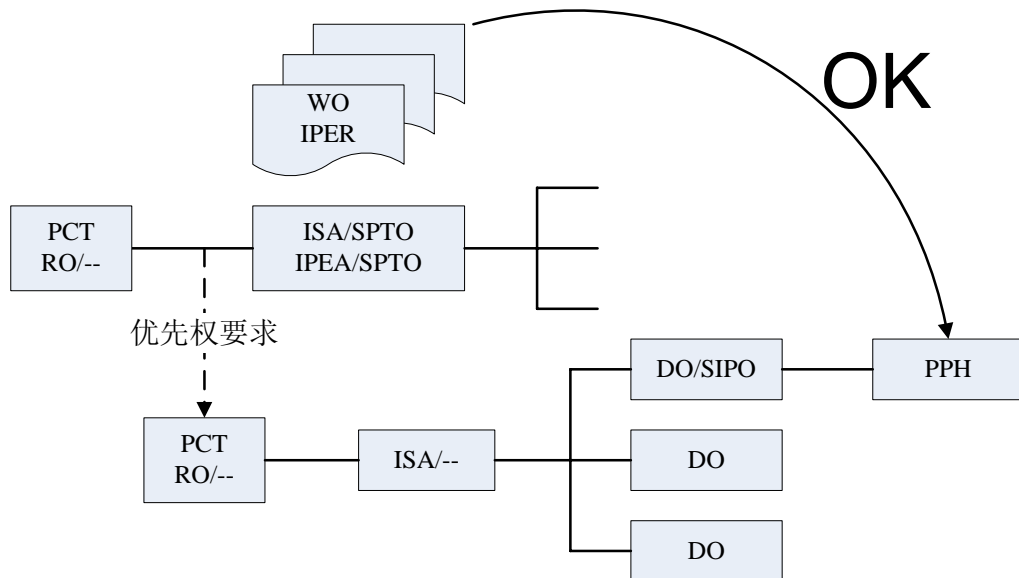 OK
WO
IPER
PCT
RO/--
ISA/SPTO
IPEA/SPTO
优先权要求
DO/SIPO
PPH
PCT
RO/--
ISA/--
DO
DO